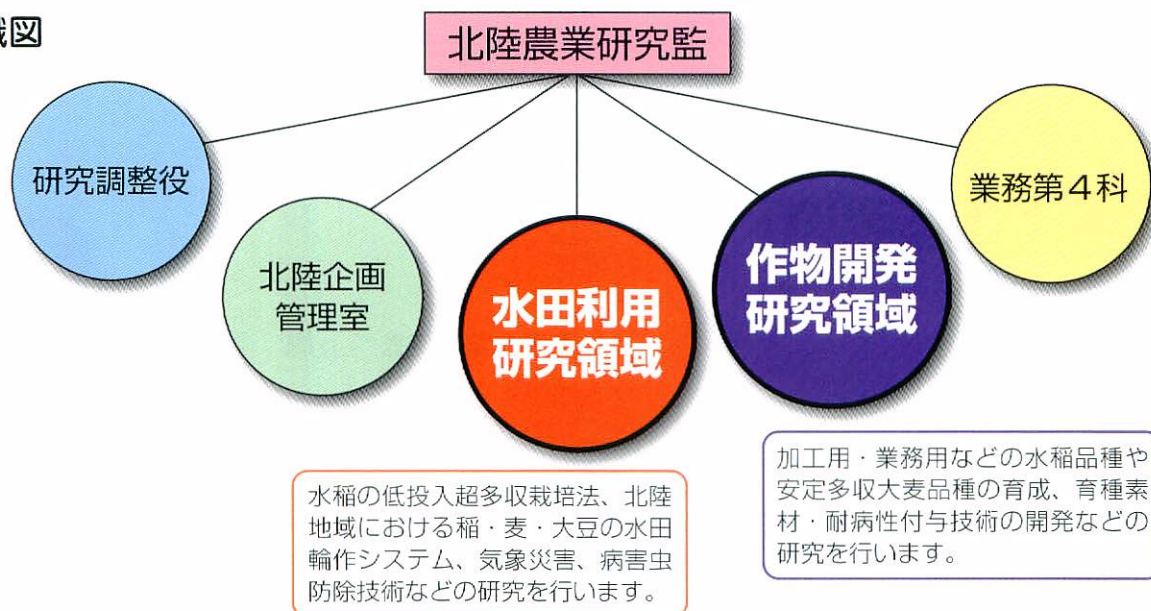 織図
北陸農業研究監
研究調整役
北陸企画
管理室
水田利用
研究領域
作物開発
研究領域
業務第4科
水稲の低投入超多収栽培法、北陸
地域における稲・麦・大豆の水田
輪作システム、気象災害、病害虫
防除技術などの研究を行います。
加工用・業務用などの水稲品種や
安定多収大麦品種の育成、育種素
材・耐病性付与技術の開発などの
研究を行います。